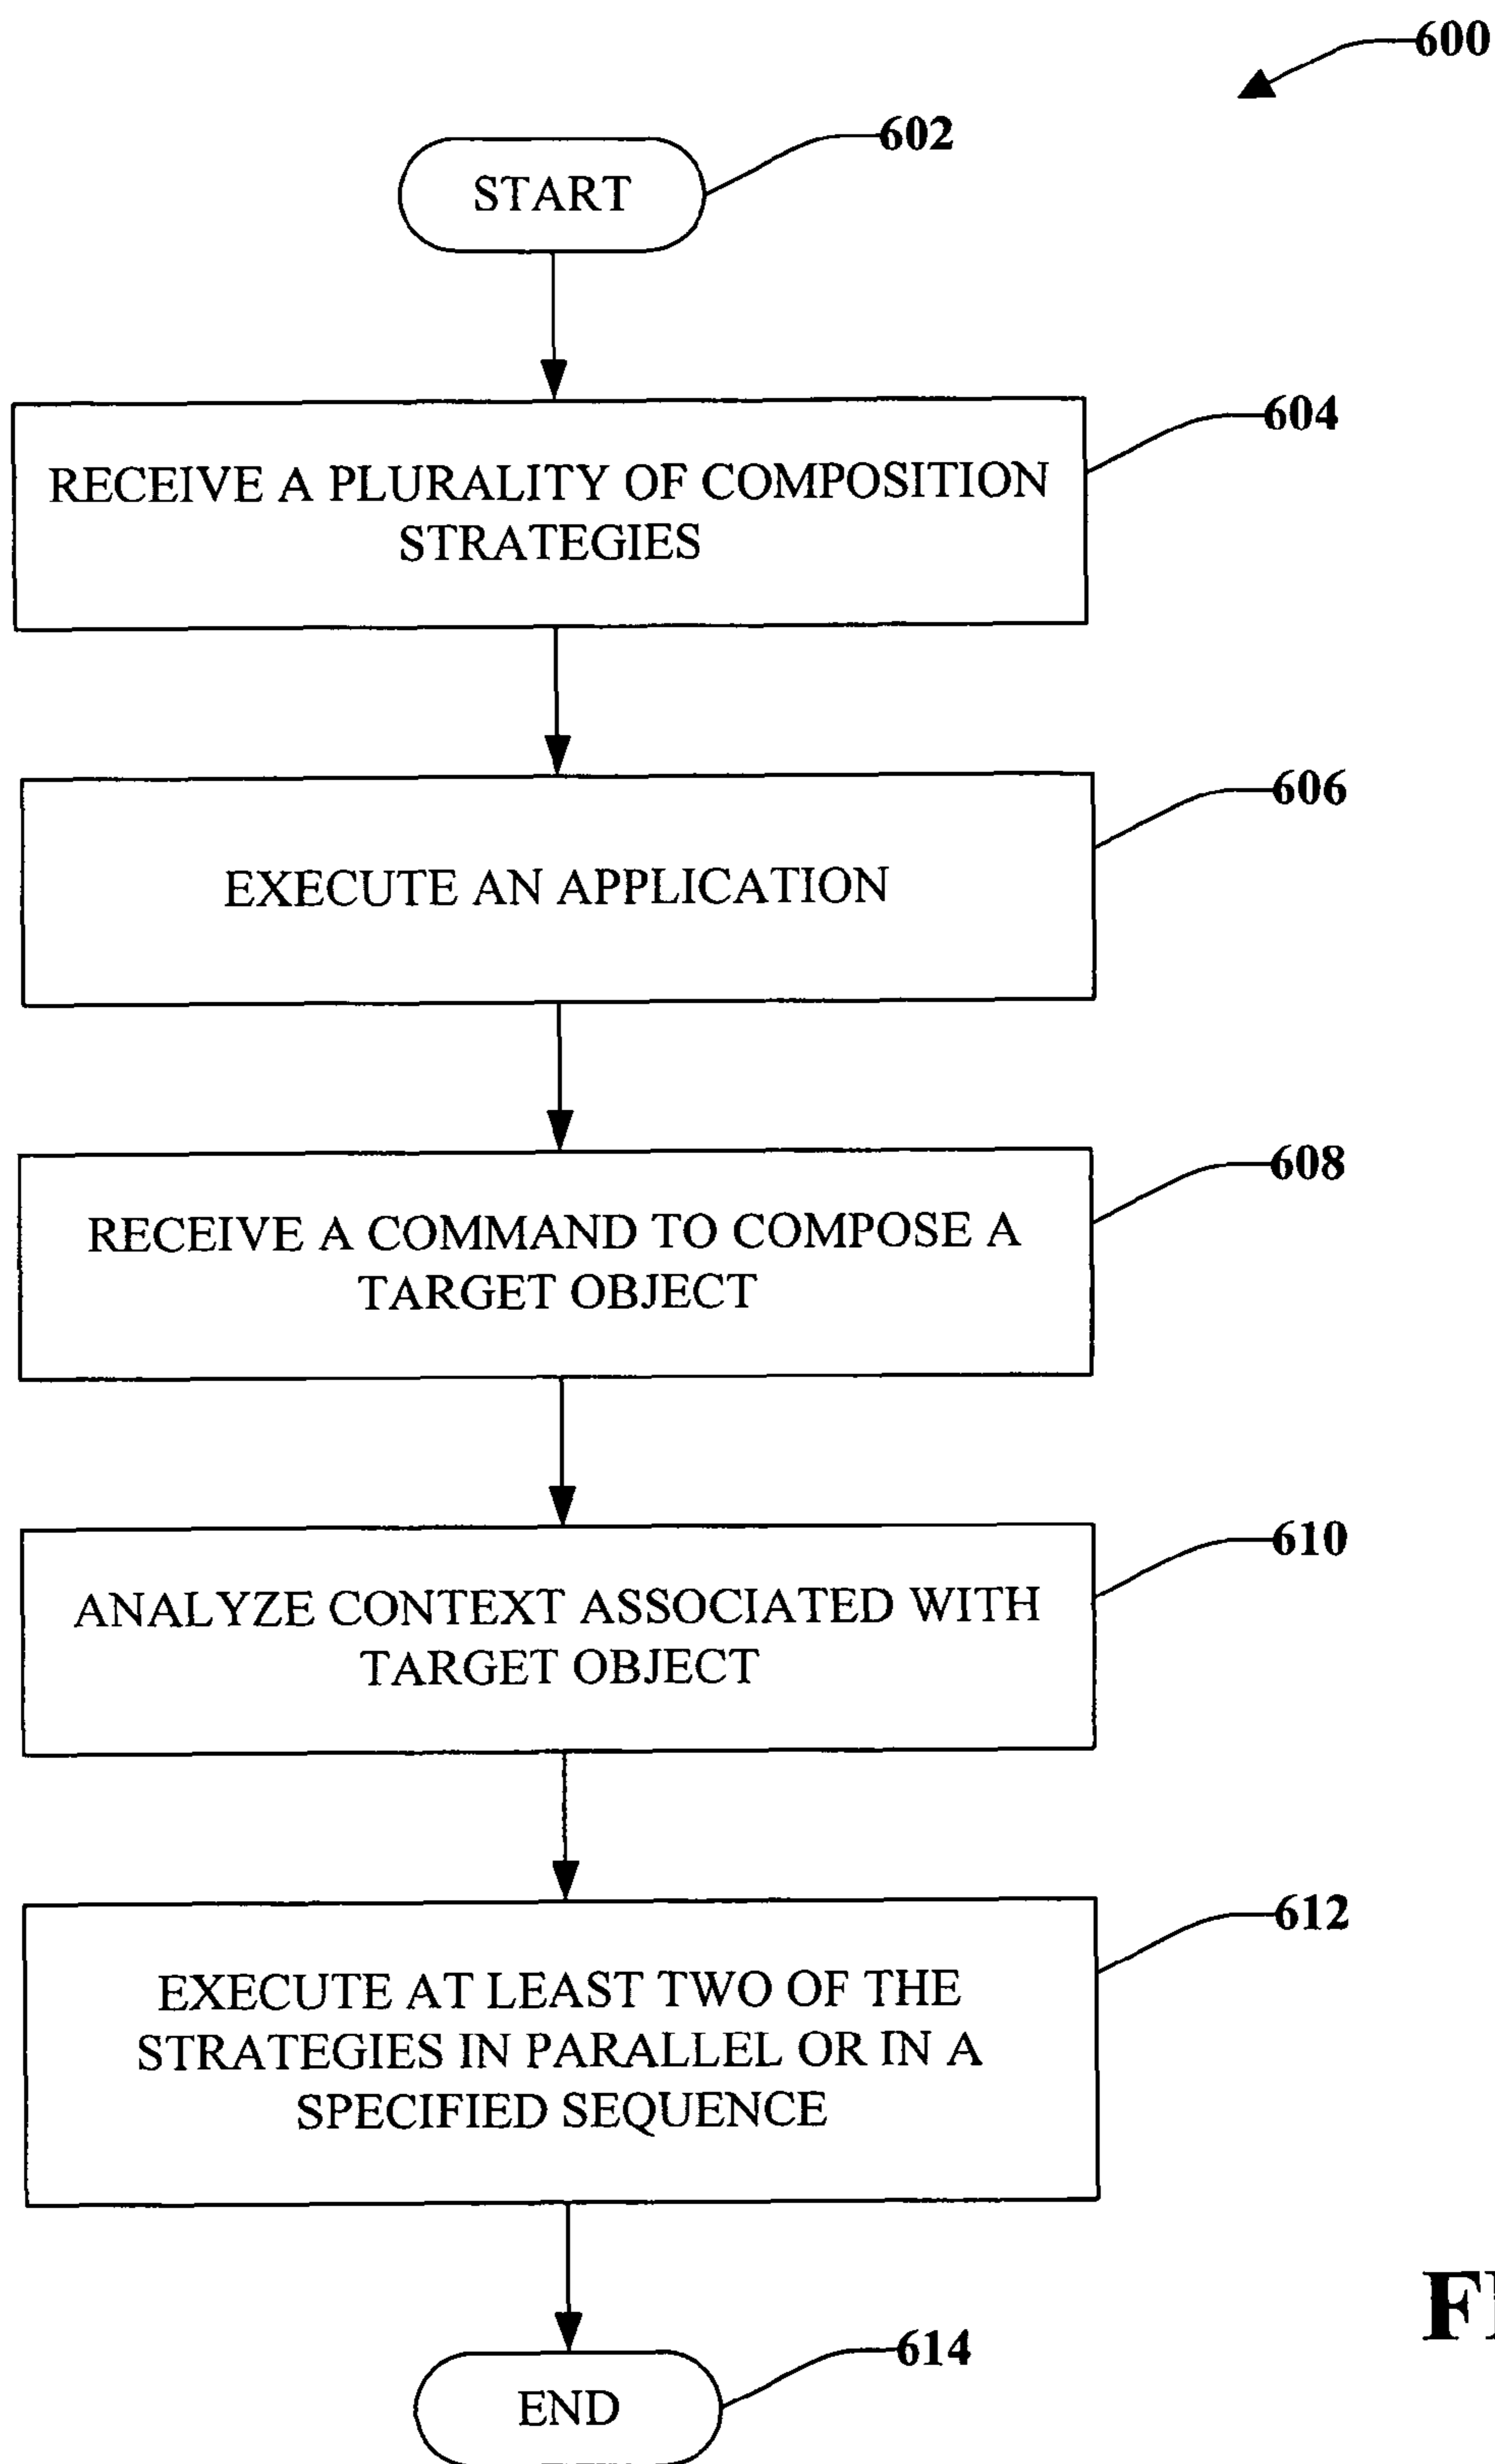 600
602
START
604
RECEIVE A PLURALITY OF COMPOSITION
STRATEGIES
606
EXECUTE AN APPLICATION
608
RECEIVE A COMMAND TO COMPOSE A
TARGET OBJECT
610
ANALYZE CONTEXT ASSOCIATED WITH
TARGET OBJECT
612
EXECUTE AT LEAST TWO OF THE
STRATEGIES IN PARALLEL OR IN A
SPECIFIED SEQUENCE
614
END